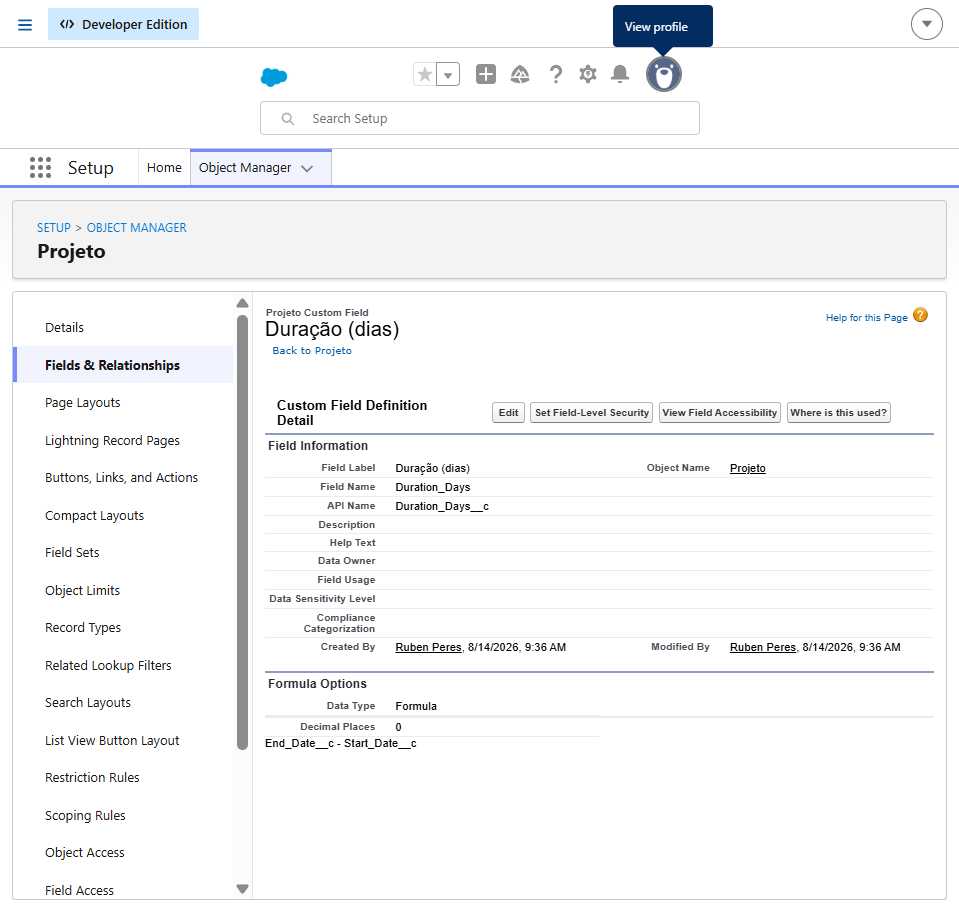 Developer Edition
View profile
Search Setup
Setup
Home
Object Manager
SETUP > OBJECT MANAGER
Projeto
Details
Fields & Relationships
Page Layouts
Lightning Record Pages
Buttons, Links, and Actions
Compact Layouts
Field Sets
Object Limits
Record Types
Related Lookup Filters
Search Layouts
List View Button Layout
Restriction Rules
Scoping Rules
Object Access
Field Access
Projeto Custom Field
Duração (dias)
Back to Projeto
Help for this Page ?
Custom Field Definition
Detail
Edit Set Field-Level Security View Field Accessibility Where is this used?
Field Information
Field Label Duração (dias) Object Name Projeto
Field Name Duration_Days
API Name Duration_Days__c
Description
Help Text
Data Owner
Field Usage
Data Sensitivity Level
Compliance
Categorization
Created By Ruben Peres, 8/14/2026, 9:36 AM Modified By Ruben Peres, 8/14/2026, 9:36 AM
Formula Options
Data Type Formula
Decimal Places 0
End_Date__c - Start_Date__c